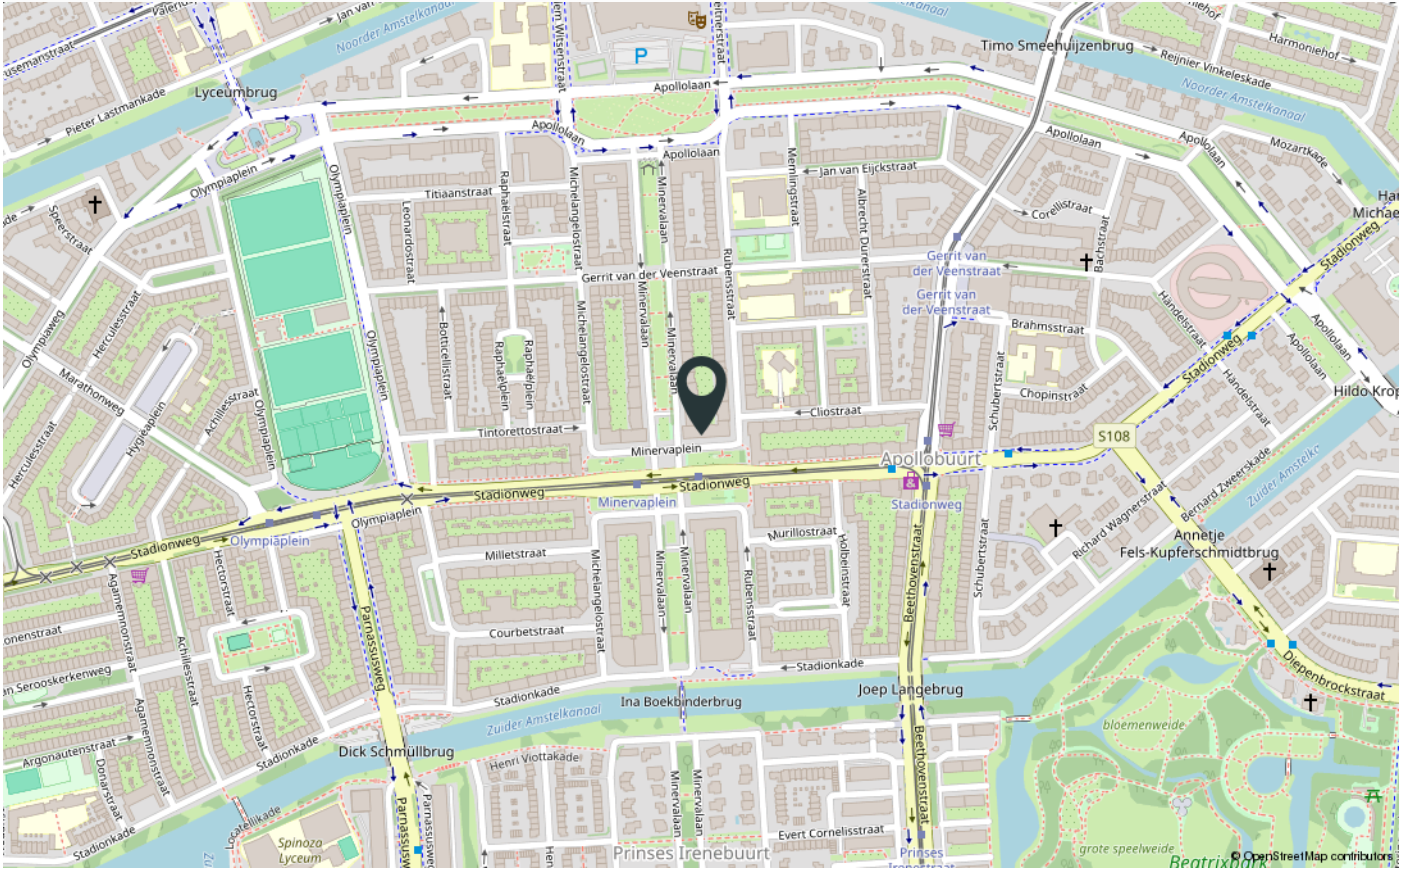 Jan van
Noorder Amstelkanaal
Valerius
Pieter Lastmankade
Lyceumbrug
P
Apollolaan
Timo Smeehuijzenbrug
Reijnier Vinkeleskade
Harmoniehof
Noorder Amstelkanaal
Apollolaan
Apollolaan
Apollolaan
Apollolaan
Mozartkade
Jan van Eijckstraat
Olympiaplein
Olympiaplein
Titiaanstraat
Raphaelstraat
Leonardostraat
Michelangelostraat
Minervalaan
Memlingstraat
Albrecht Durerstraat
Corellistraat
Bachstraat
Speerstraat
Stadionweg
Rubensstraat
Gerrit van der Veenstraat
Gerrit van
der Veenstraat
Gerrit van
der Veenstraat
Brahmsstraat
Händelstraat
Apollolaan
Apollolaan
Olympiaweg
Herculesstraat
Marathonweg
Achillesstraat
Hygieaplein
Herculesstraat
Olympiaplein
Olympiaplein
Botticellistraat
Raphaelplein
Raphaelplein
Michelangelostraat
Minervalaan
Minervalaan
Cliostraat
Schubertstraat
Chopinstraat
Stadionweg
Händelstraat
Tintorettostraat
Minervaplein
S108
Apollobuurt
Stadionweg
Stadionweg
Minervaplein
Stadionweg
Olympiaplein
Olympiaplein
Stadionweg
Bernard Zweerskade
Richard Wagnerstraat
Annetje
Fels-Kupferschmidtbrug
Milletstraat
Murillostraat
Holbeinstraat
Michelangelostraat
Minervalaan
Minervalaan
Rubensstraat
Beethovenstraat
Schubertstraat
Hectorstraat
Agamemnonstraat
Achillesstraat
Parnassusweg
Courbetstraat
Stadionkade
Stadionkade
Hectorstraat
Agamemnonstraat
Argonautenstraat
Donarstraat
Stadionkade
Stadionkade
Zuider Amstelkanaal
Ina Boekbinderbrug
Joep Langebrug
Diepenbrockstraat
Dick Schmüllbrug
Henri Viottakade
Minervalaan
Minervalaan
Beethovenstraat
bloemenweide
Locatellikade
Spinoza
Lyceum
Evert Cornelisstraat
Prinses Irenebuurt
Prinses
grote speelweide
Beatrixpark
© OpenStreetMap contributors